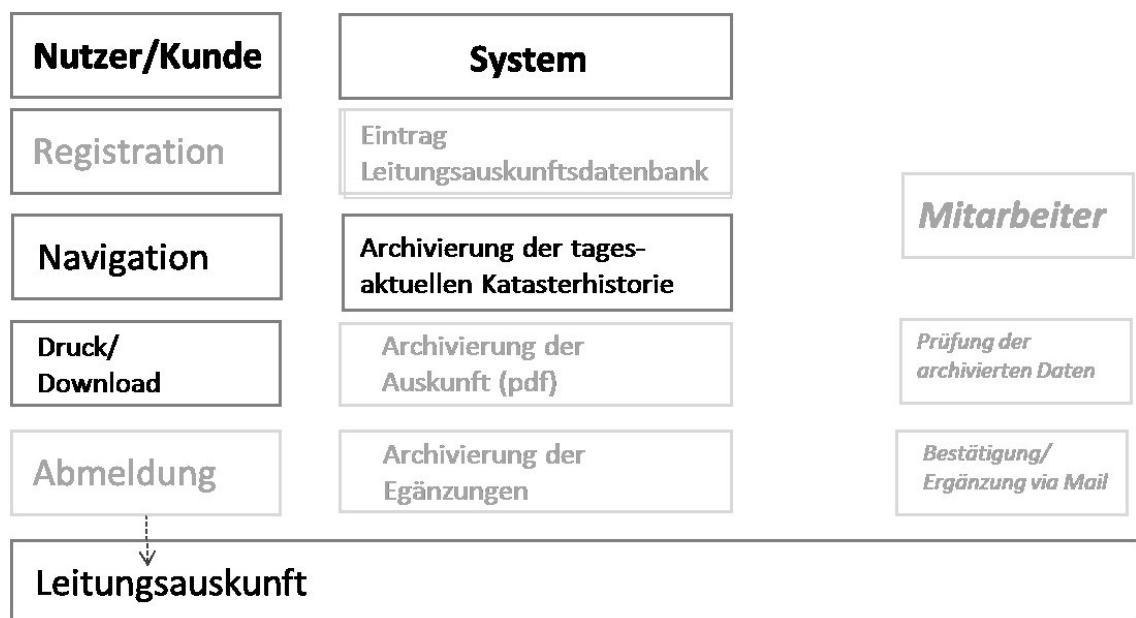 Nutzer/Kunde
System
Registration
Eintrag
Leitungsauskunftsdatenbank
Mitarbeiter
Navigation
Archivierung der tages-
aktuellen Katasterhistorie
Druck/
Download
Archivierung der
Auskunft (pdf)
Prüfung der
archivierten Daten
Abmeldung
Archivierung der
Egänzungen
Bestätigung/
Ergänzung via Mail
Leitungsauskunft